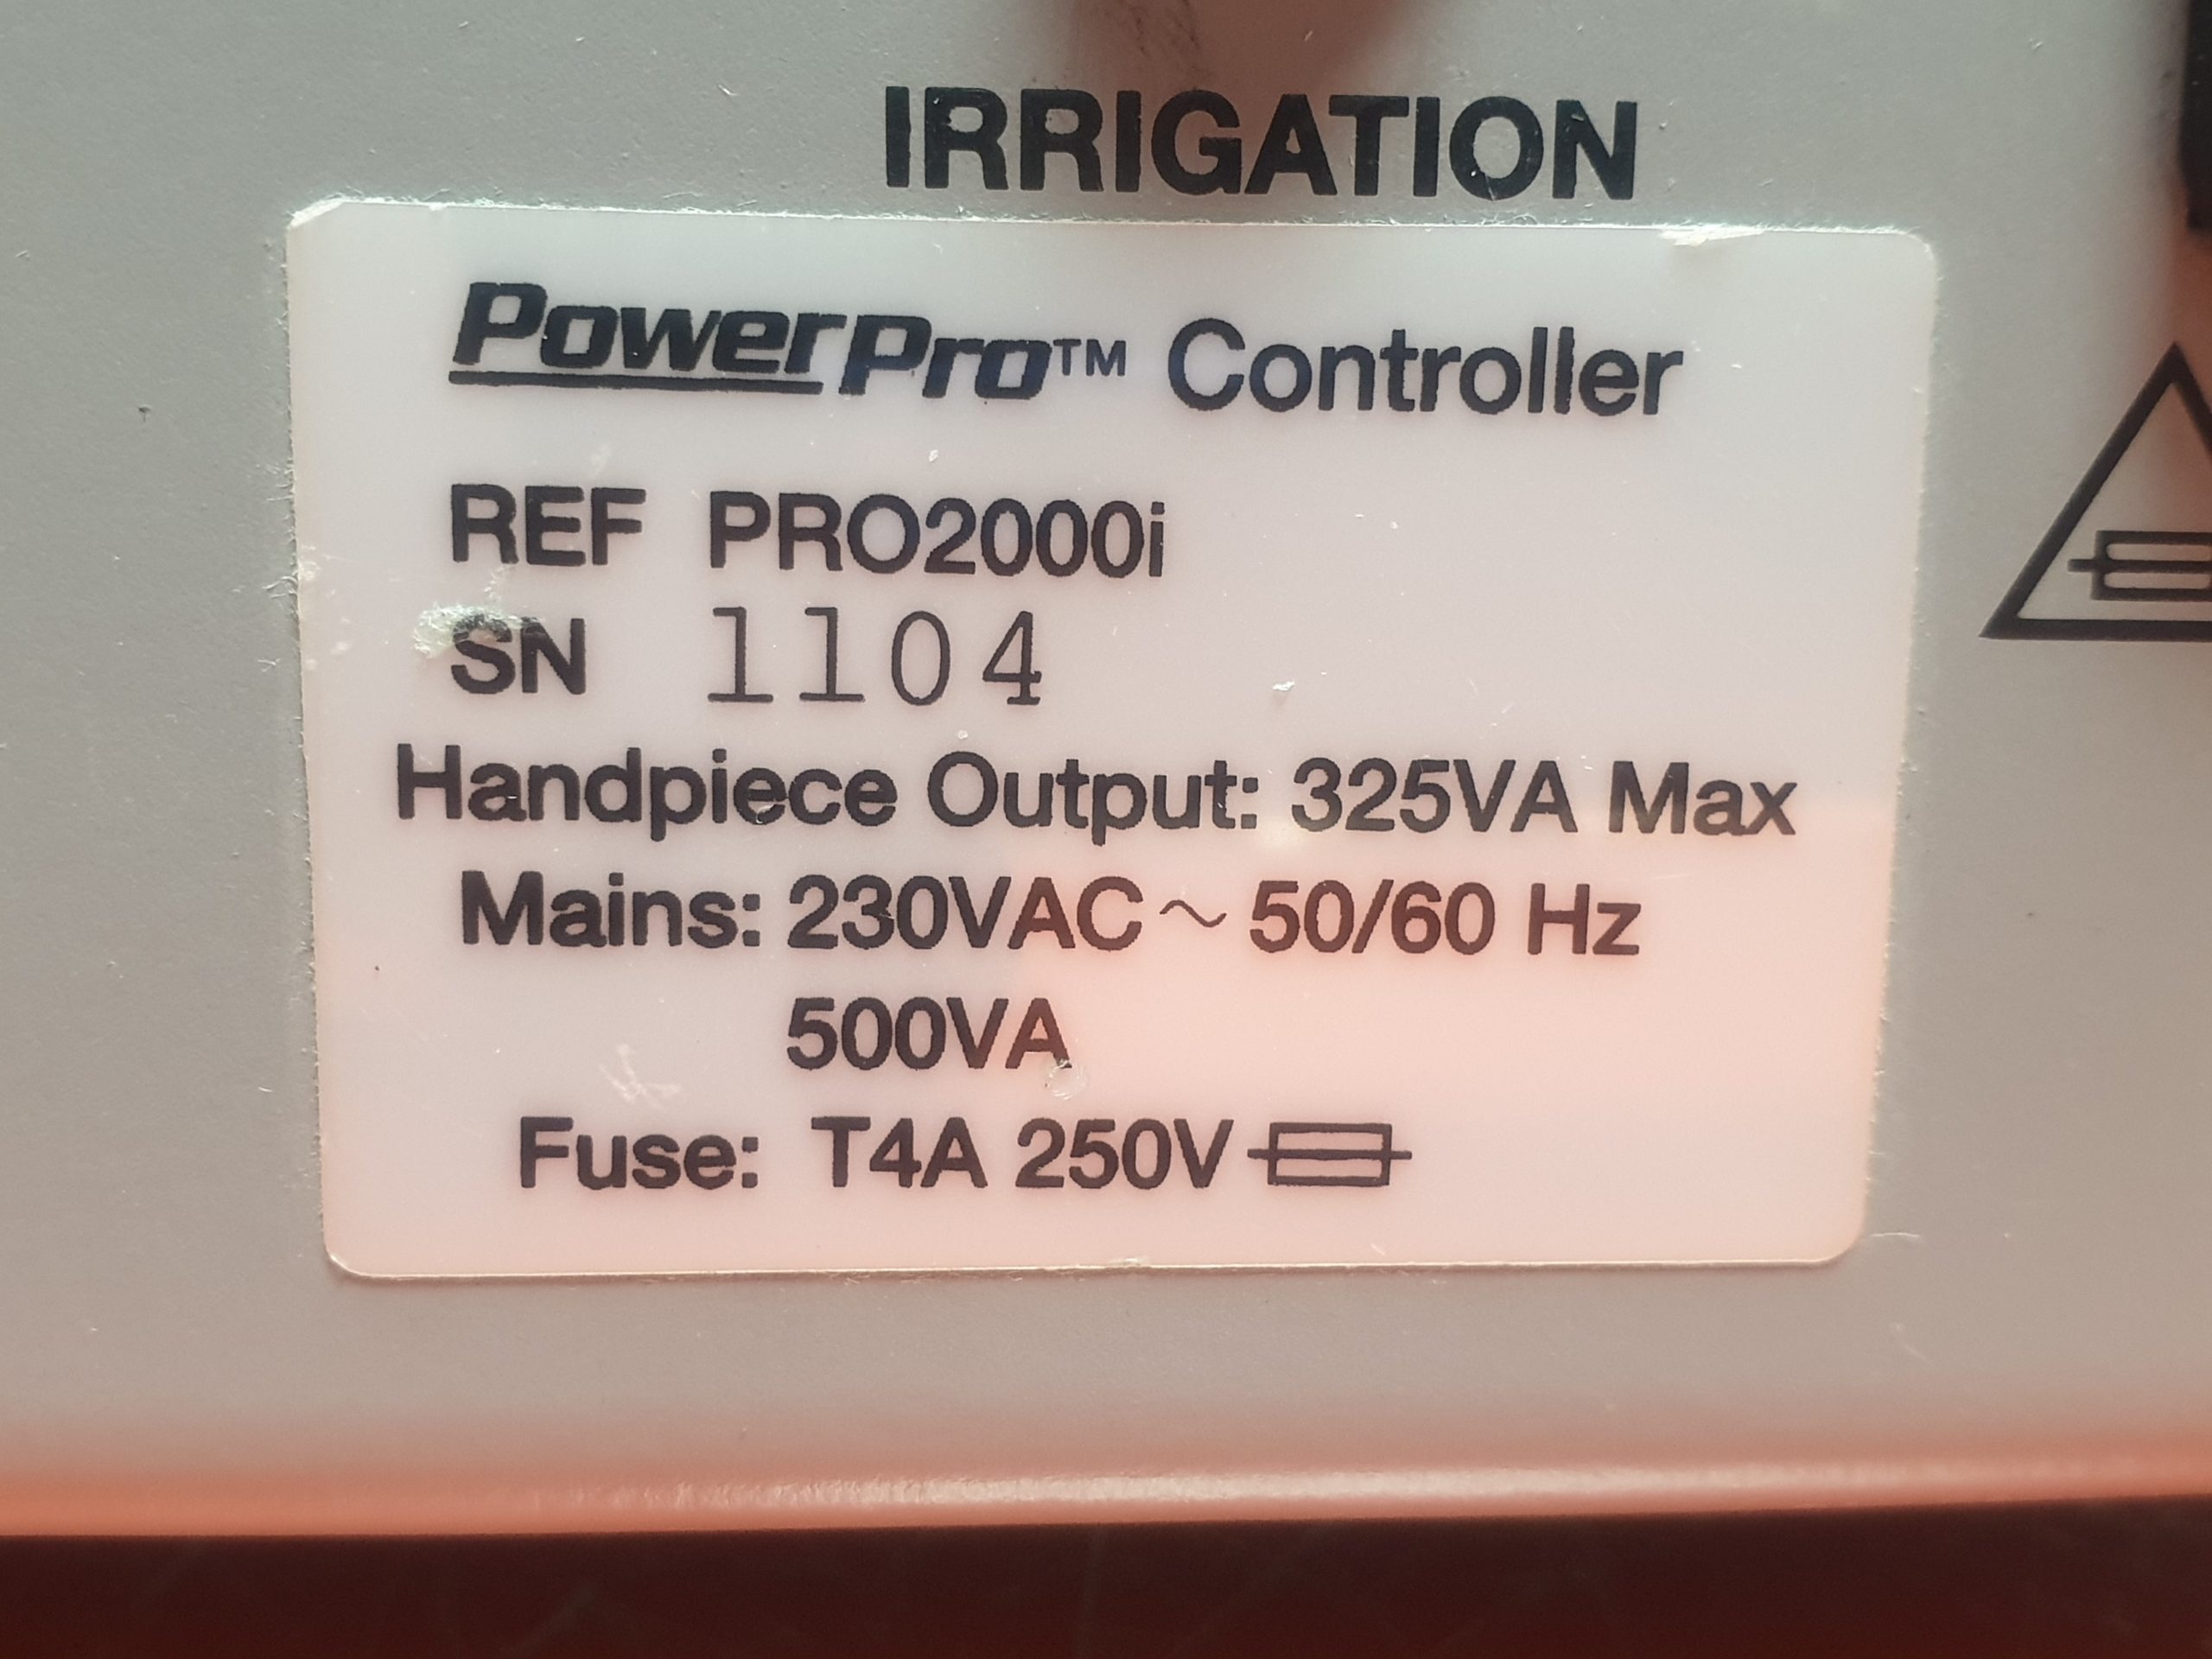 IRRIGATION
PowerPro™ Controller
REF PRO2000i
SN 1104
Handpiece Output: 325VA Max
Mains: 230VAC ~ 50/60 Hz
500VA
Fuse: T4A 250V